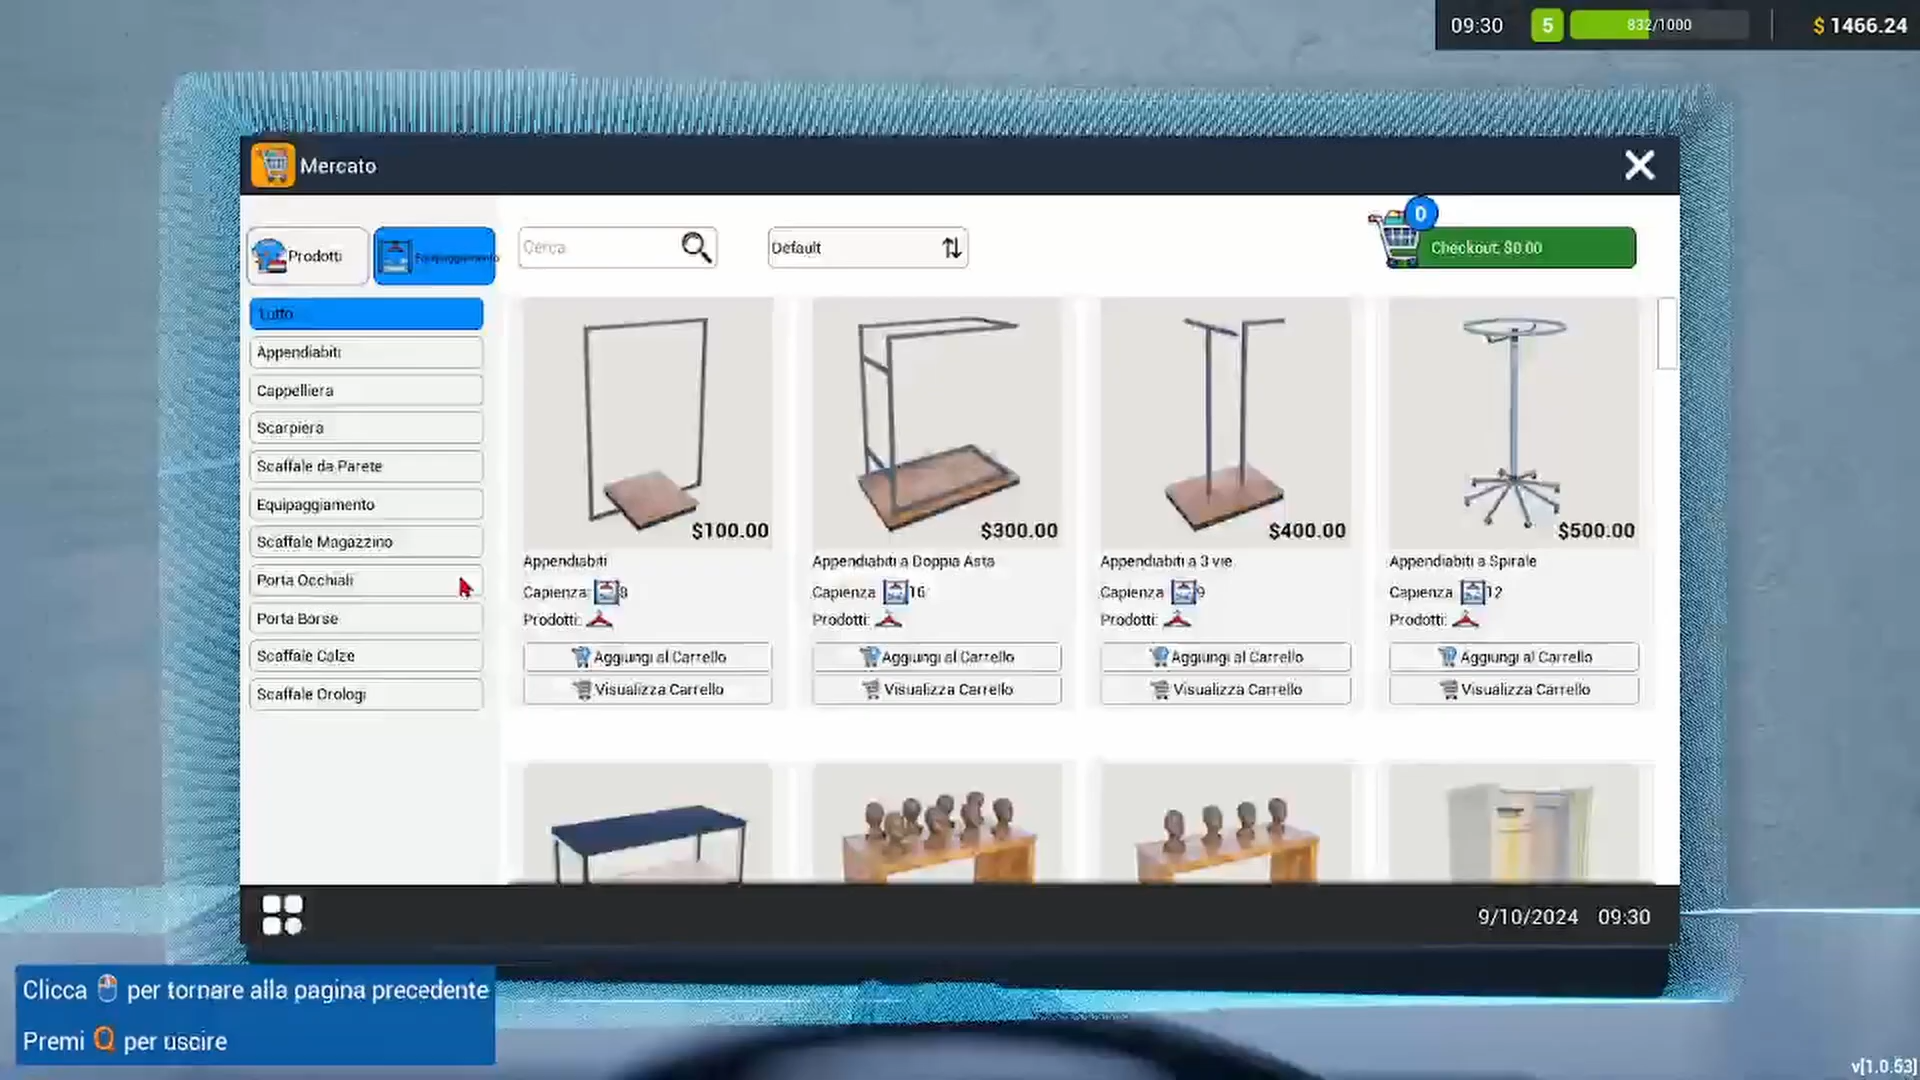 09:30 5 832/1000 $ 1466.24
Mercato
Prodotti
Equipaggiamento
Cerca
Default
0
Checkout $0.00
Tutto
Appendiabiti
Cappelliera
Scarpiera
Scaffale da Parete
Equipaggiamento
Scaffale Magazzino
Porta Occhiali
Porta Borse
Scaffale Calze
Scaffale Orologi
$100.00
Appendiabiti
Capienza: 8
Prodotti:
Aggiungi al Carrello
Visualizza Carrello
$300.00
Appendiabiti a Doppia Asta
Capienza 16
Prodotti:
Aggiungi al Carrello
Visualizza Carrello
$400.00
Appendiabiti a 3 vie
Capienza 9
Prodotti:
Aggiungi al Carrello
Visualizza Carrello
$500.00
Appendiabiti a Spirale
Capienza 12
Prodotti:
Aggiungi al Carrello
Visualizza Carrello
9/10/2024 09:30
Clicca per tornare alla pagina precedente
Premi Q per uscire
v[1.0.53]